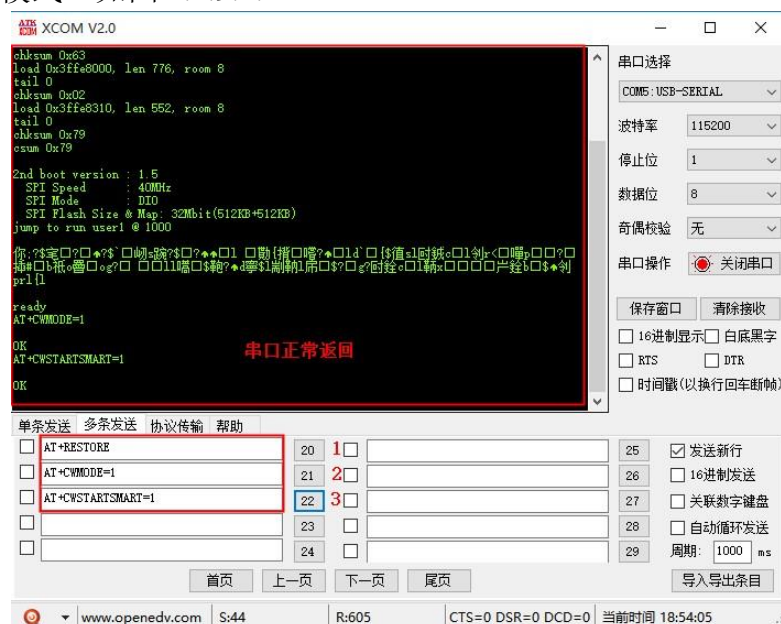 XCOM V2.0
chksum 0x63
load 0x3ffe8000, len 776, room 8
tail 0
chksum 0x02
load 0x3ffe8310, len 552, room 8
tail 0
chksum 0x79
csum 0x79
2nd boot version : 1.5
SPI Speed : 40MHz
SPI Mode : DIO
SPI Flash Size & Map: 32Mbit(512KB+512KB)
jump to run user1 @ 1000
prl{l
ready
AT+CWMODE=1
OK
AT+CWSTARTSMART=1
OK
串口正常返回
串口选择
COM5:USB-SERIAL
波特率 115200
停止位 1
数据位 8
奇偶校验 无
串口操作 关闭串口
保存窗口 清除接收
16进制显示 白底黑字
RTS DTR
时间戳(以换行回车断帧)
单条发送 多条发送 协议传输 帮助
AT+RESTORE 20 1 25 发送新行
AT+CWMODE=1 21 2 26 16进制发送
AT+CWSTARTSMART=1 22 3 27 关联数字键盘
23 28 自动循环发送
24 29 周期: 1000 ms
首页 上一页 下一页 尾页 导入导出条目
www.openedv.com S:44 R:605 CTS=0 DSR=0 DCD=0 当前时间 18:54:05